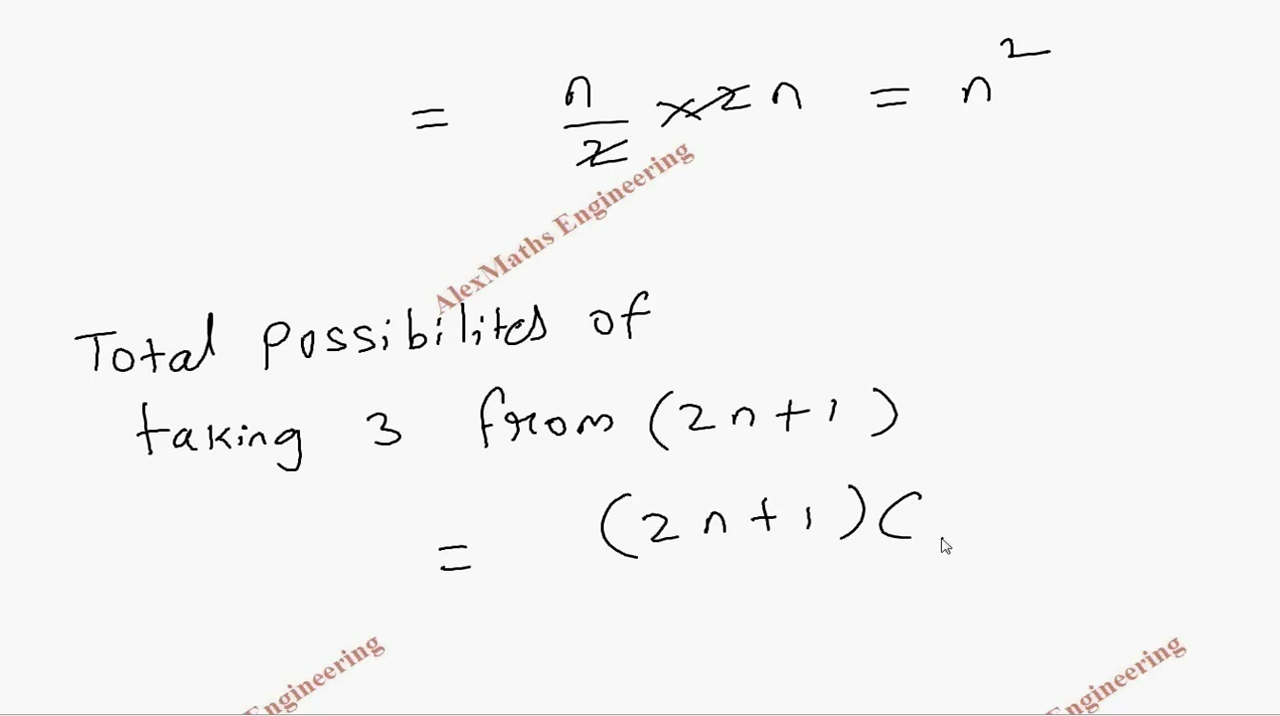 = n/2 × 2n = n²
AlexMaths Engineering
Total Possibilites of
taking 3 from (2n+1)
= (2n+1)C
Engineering
Engineering